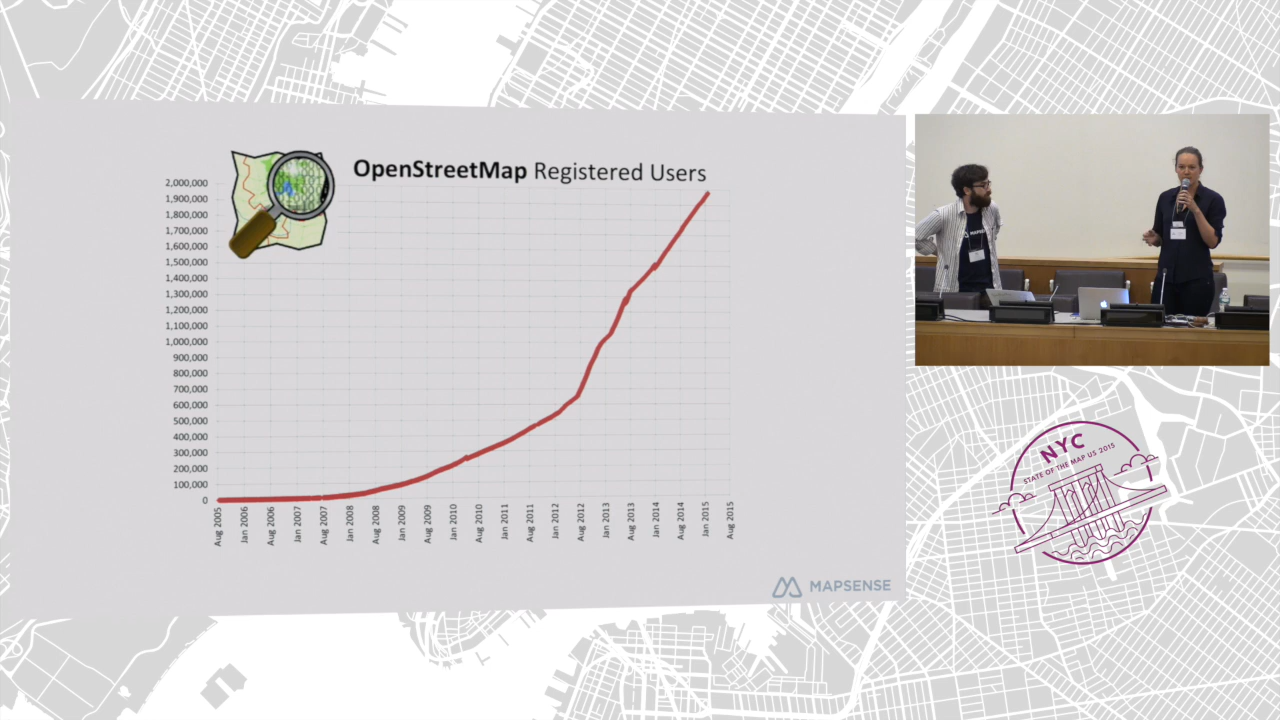 OpenStreetMap Registered Users
2,000,000
1,900,000
1,800,000
1,700,000
1,600,000
1,500,000
1,400,000
1,300,000
1,200,000
1,100,000
1,000,000
900,000
800,000
700,000
600,000
500,000
400,000
300,000
200,000
100,000
0
Aug 2005
Jan 2006
Aug 2006
Jan 2007
Aug 2007
Jan 2008
Aug 2008
Jan 2009
Aug 2009
Jan 2010
Aug 2010
Jan 2011
Aug 2011
Jan 2012
Aug 2012
Jan 2013
Aug 2013
Jan 2014
Aug 2014
Jan 2015
Aug 2015
MAPSENSE
MAPSENSE
NYC
STATE OF THE MAP US 2015